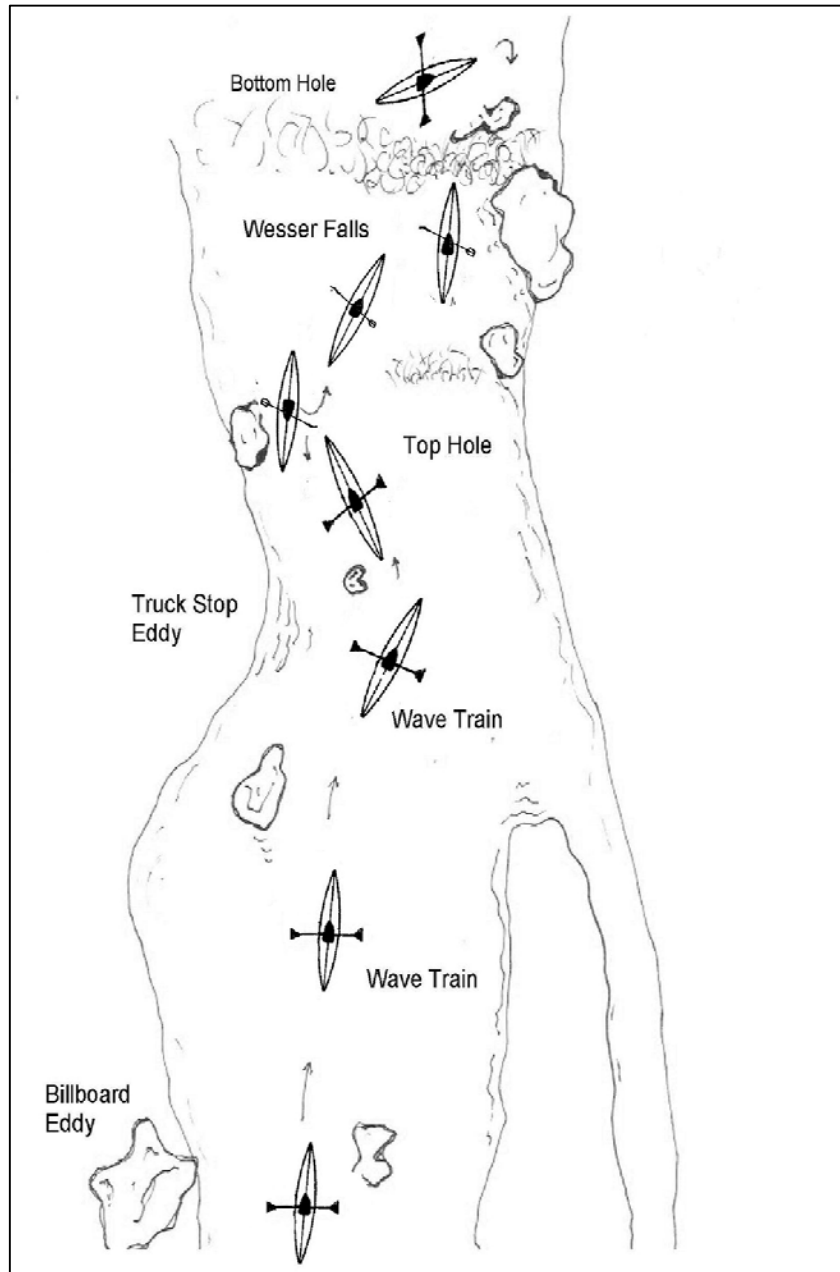 Bottom Hole
Wesser Falls
Top Hole
Truck Stop
Eddy
Wave Train
Wave Train
Billboard
Eddy